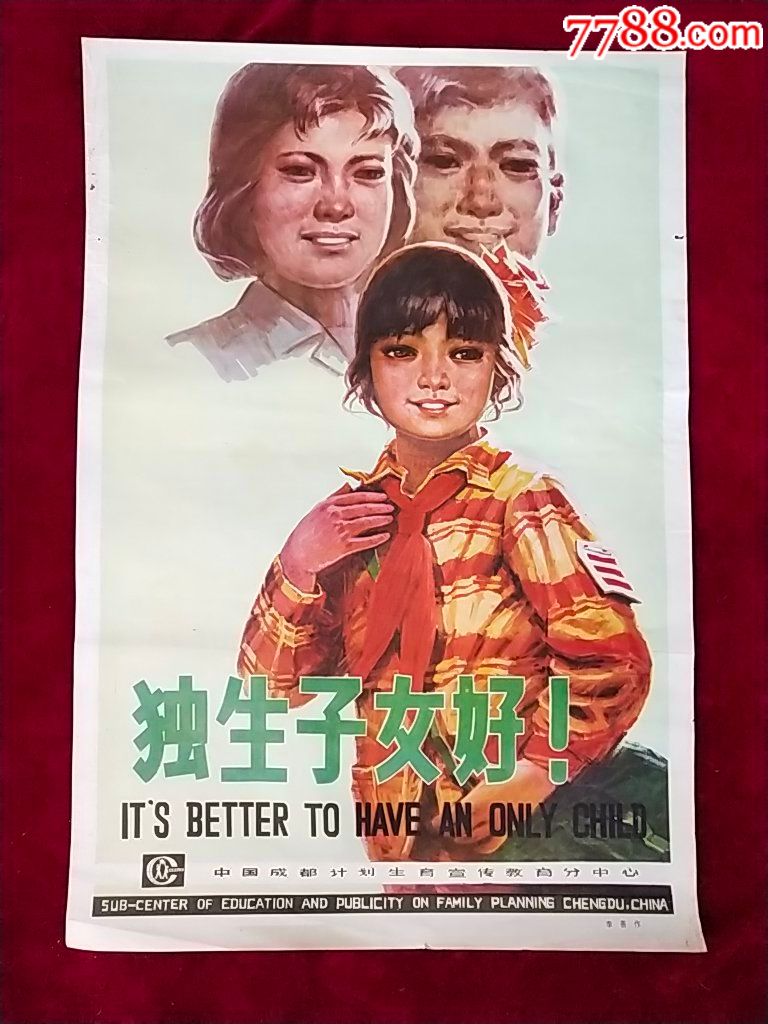 7788.com
独生子女好!
IT'S BETTER TO HAVE AN ONLY CHILD
中国成都计划生育宣传教育分中心
SUB-CENTER OF EDUCATION AND PUBLICITY ON FAMILY PLANNING CHENGDU, CHINA